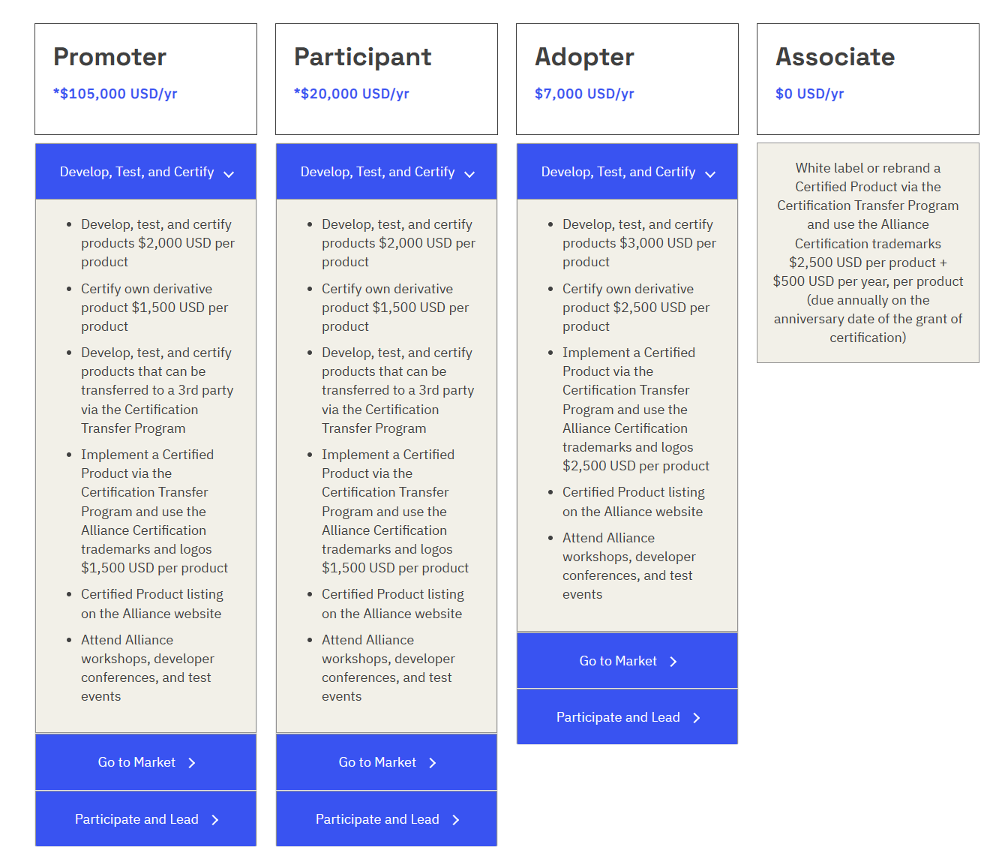 Promoter
*$105,000 USD/yr
Develop, Test, and Certify
Develop, test, and certify
products $2,000 USD per
product
Certify own derivative
product $1,500 USD per
product
Develop, test, and certify
products that can be
transferred to a 3rd party
via the Certification
Transfer Program
Implement a Certified
Product via the
Certification Transfer
Program and use the
Alliance Certification
trademarks and logos
$1,500 USD per product
Certified Product listing
on the Alliance website
Attend Alliance
workshops, developer
conferences, and test
events
Go to Market
Participate and Lead
Participant
*$20,000 USD/yr
Develop, Test, and Certify
Develop, test, and certify
products $2,000 USD per
product
Certify own derivative
product $1,500 USD per
product
Develop, test, and certify
products that can be
transferred to a 3rd party
via the Certification
Transfer Program
Implement a Certified
Product via the
Certification Transfer
Program and use the
Alliance Certification
trademarks and logos
$1,500 USD per product
Certified Product listing
on the Alliance website
Attend Alliance
workshops, developer
conferences, and test
events
Go to Market
Participate and Lead
Adopter
$7,000 USD/yr
Develop, Test, and Certify
Develop, test, and certify
products $3,000 USD per
product
Certify own derivative
product $2,500 USD per
product
Implement a Certified
Product via the
Certification Transfer
Program and use the
Alliance Certification
trademarks and logos
$2,500 USD per product
Certified Product listing
on the Alliance website
Attend Alliance
workshops, developer
conferences, and test
events
Go to Market
Participate and Lead
Associate
$0 USD/yr
White label or rebrand a
Certified Product via the
Certification Transfer Program
and use the Alliance
Certification trademarks
$2,500 USD per product +
$500 USD per year, per product
(due annually on the
anniversary date of the grant of
certification)